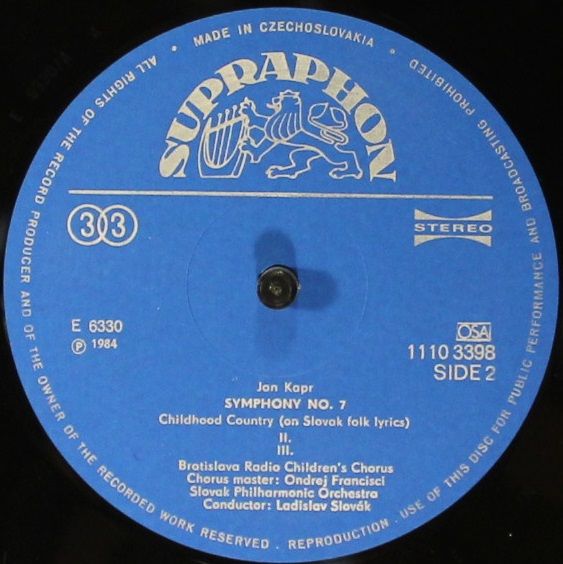 ALL RIGHTS OF THE RECORD PRODUCER AND OF THE OWNER OF THE RECORDED WORK RESERVED . REPRODUCTION . USE OF THIS DISC FOR PUBLIC PERFORMANCE AND BROADCASTING PROHIBITED
• MADE IN CZECHOSLOVAKIA •
SUPRAPHON
33
STEREO
E 6330
℗ 1984
OSA
1110 3398
SIDE 2
Jan Kapr
SYMPHONY NO. 7
Childhood Country (on Slovak folk lyrics)
II.
III.
Bratislava Radio Children's Chorus
Chorus master: Ondrej Francisci
Slovak Philharmonic Orchestra
Conductor: Ladislav Slovák